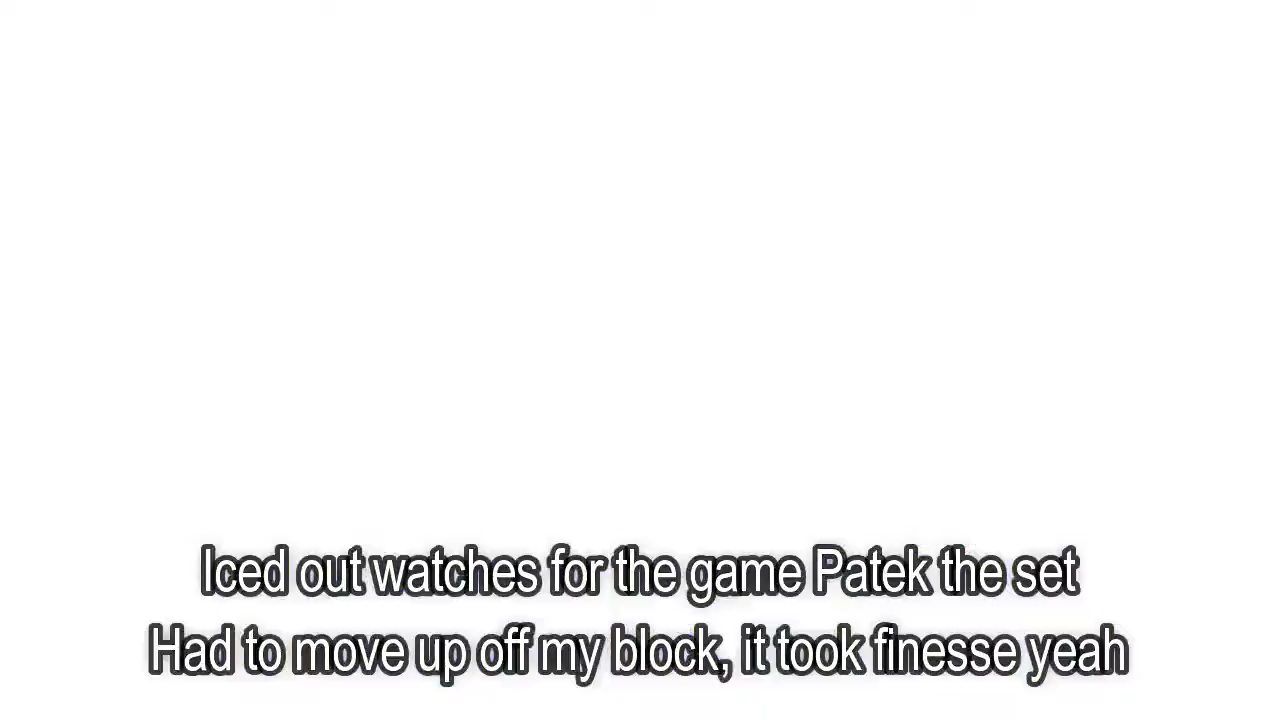 Iced out watches for the game Patek the set
Had to move up off my block, it took finesse yeah